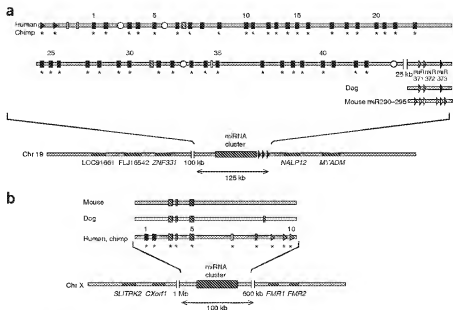 a
1 5 10 15 20
Human
Chimp
25 30 35 40
25 kb
miR miR miR
371 372 373
Dog
Mouse miR290–295
miRNA
cluster
Chr 19
100 kb
LOC91661 FLJ16542 ZNF331 NALP12 MYADM
125 kb
b
Mouse
Dog
1 5 10
Human, chimp
miRNA
cluster
Chr X
SLITRK2 CXorf1 1 Mb 600 kb FMR1 FMR2
100 kb